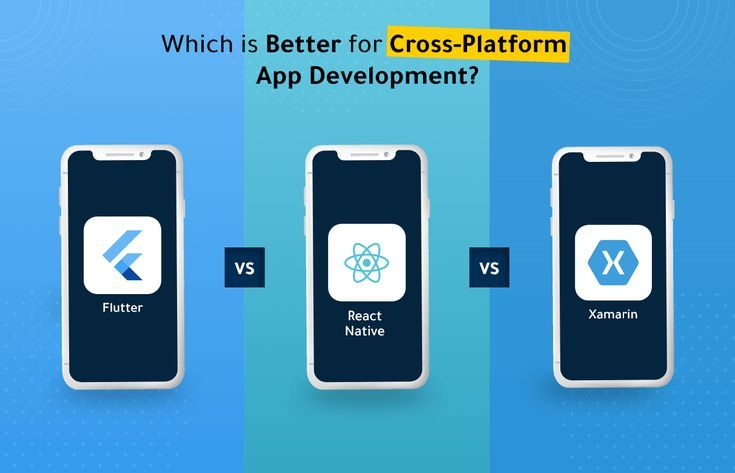 Which is Better for Cross-Platform
App Development?
Flutter
vs
React
Native
vs
X
Xamarin